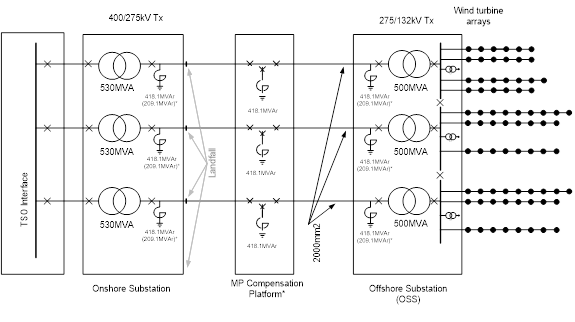 400/275kV Tx
275/132kV Tx
Wind turbine
arrays
530MVA
418.1MVAr
(209.1MVAr)*
418.1MVAr
418.1MVAr
(209.1MVAr)*
500MVA
530MVA
418.1MVAr
(209.1MVAr)*
418.1MVAr
418.1MVAr
(209.1MVAr)*
500MVA
530MVA
418.1MVAr
(209.1MVAr)*
418.1MVAr
418.1MVAr
(209.1MVAr)*
500MVA
TSO Interface
Landfall
2000mm2
Onshore Substation
MP Compensation
Platform*
Offshore Substation
(OSS)